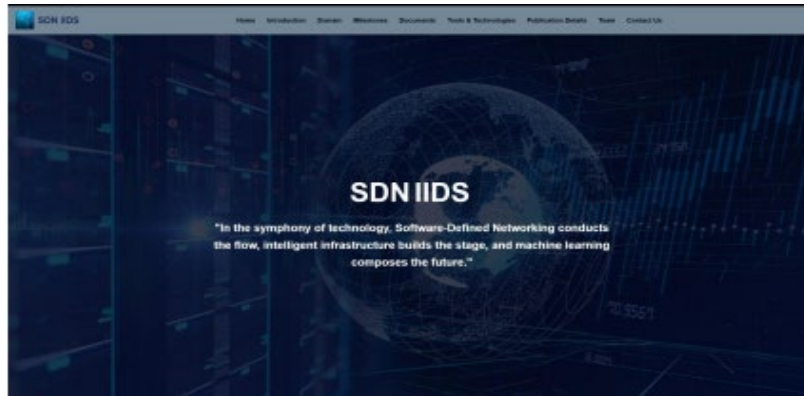 SDN IIDS
Home Introduction Domain Milestones Documents Tools & Technologies Publication Details Team Contact Us
SDN IIDS
"In the symphony of technology, Software-Defined Networking conducts
the flow, intelligent infrastructure builds the stage, and machine learning
composes the future."
70.9567